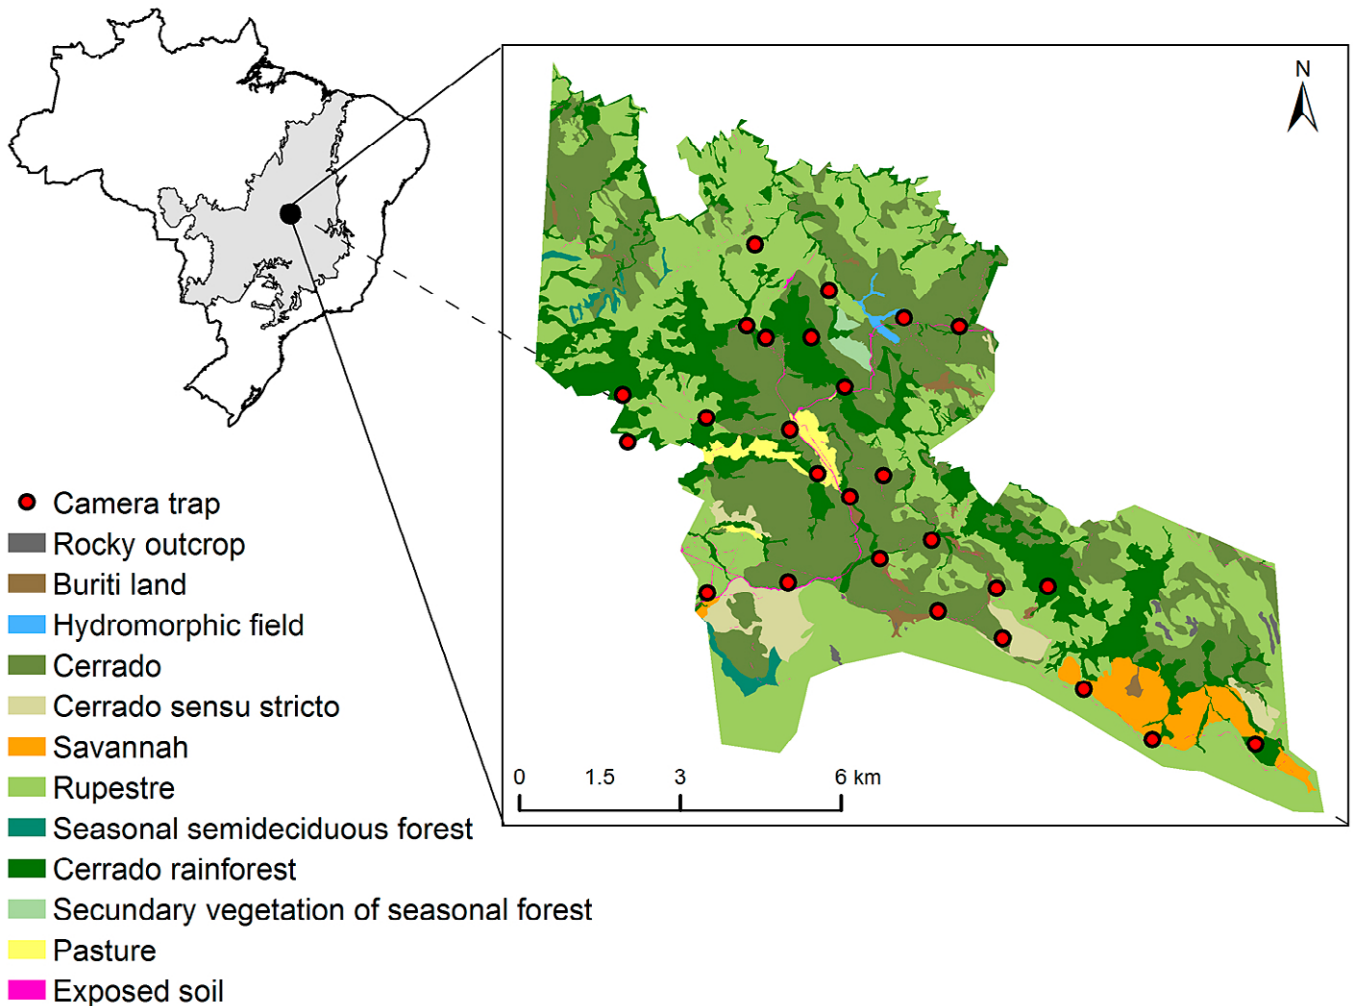 N
Camera trap
Rocky outcrop
Buriti land
Hydromorphic field
Cerrado
Cerrado sensu stricto
Savannah
Rupestre
Seasonal semideciduous forest
Cerrado rainforest
Secundary vegetation of seasonal forest
Pasture
Exposed soil
0 1.5 3 6 km